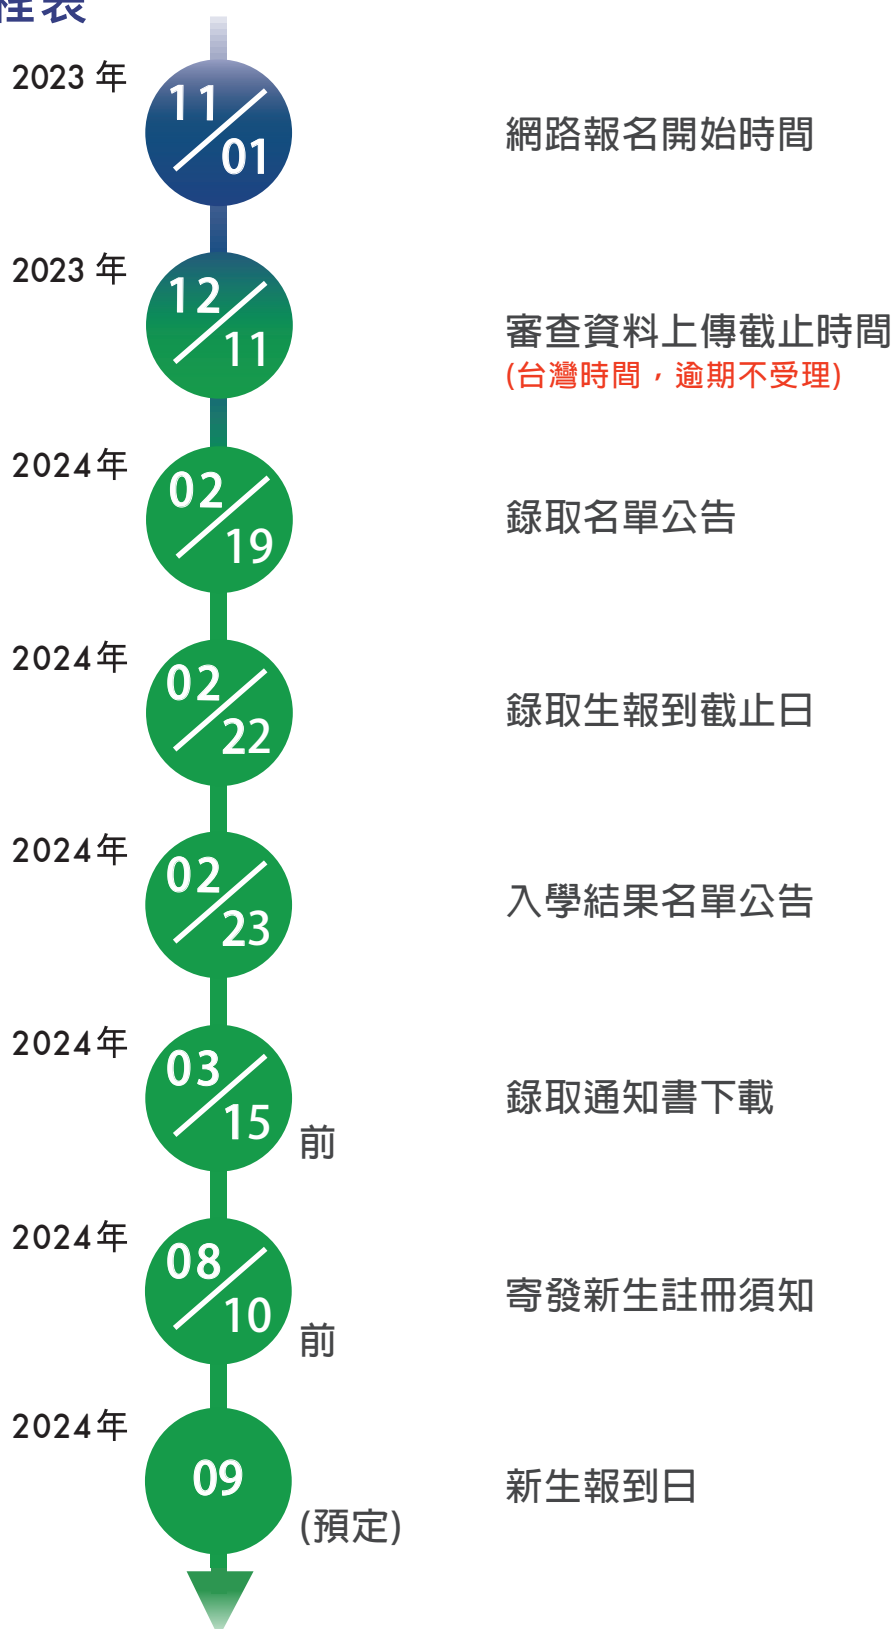 程表
2023 年
11/01
網路報名開始時間
2023 年
12/11
審查資料上傳截止時間
(台灣時間，逾期不受理)
2024年
02/19
錄取名單公告
2024年
02/22
錄取生報到截止日
2024年
02/23
入學結果名單公告
2024年
03/15
前
錄取通知書下載
2024年
08/10
前
寄發新生註冊須知
2024年
09
(預定)
新生報到日